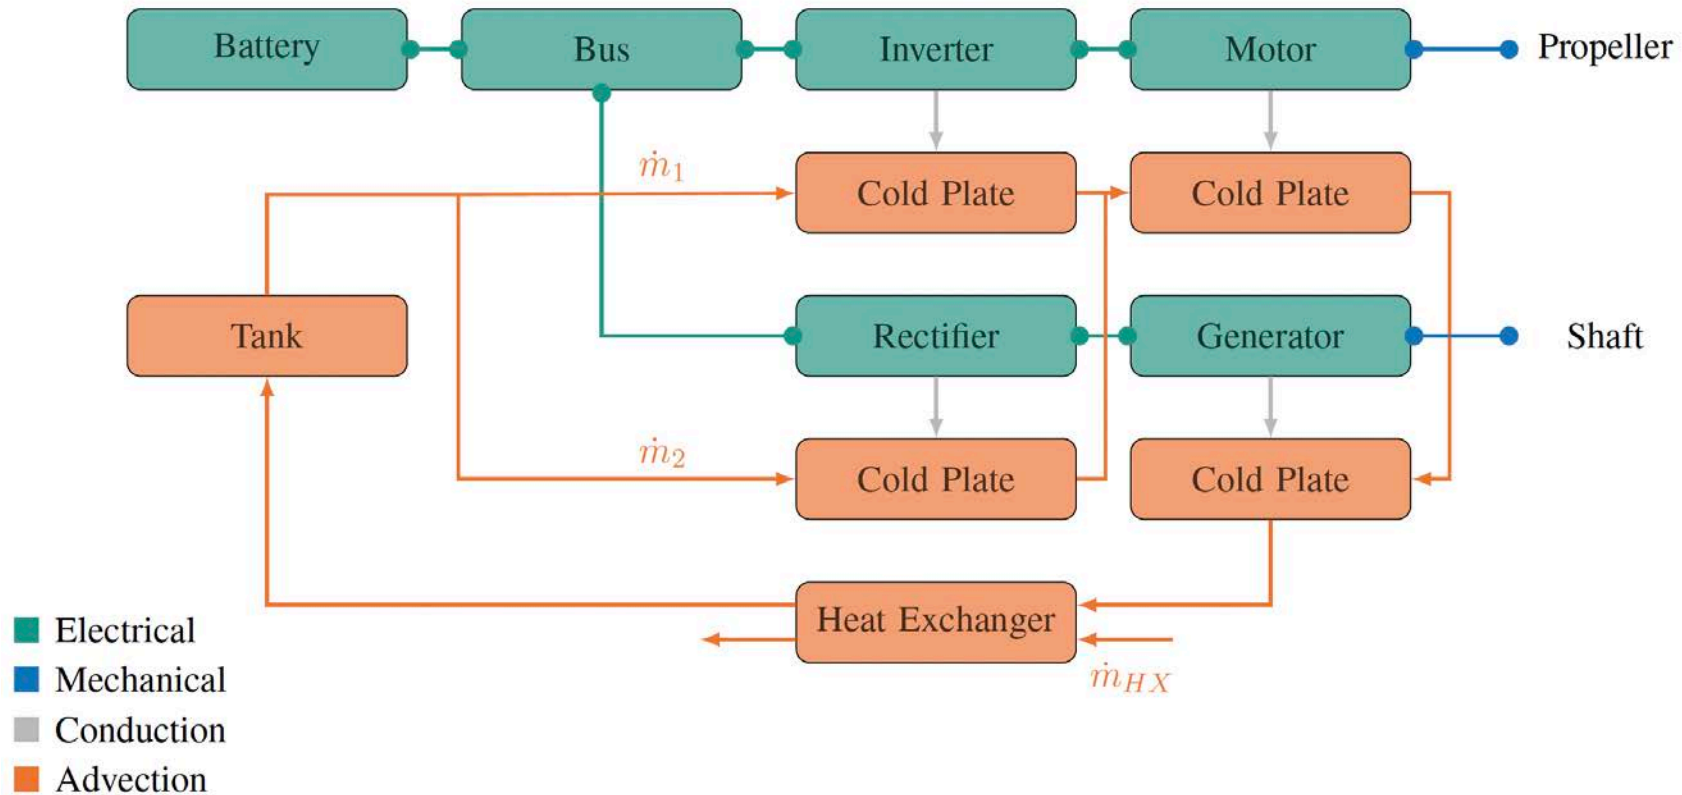 Battery
Bus
Inverter
Motor
Propeller
ṁ₁
Cold Plate
Cold Plate
Tank
Rectifier
Generator
Shaft
ṁ₂
Cold Plate
Cold Plate
Heat Exchanger
ṁ_HX
Electrical
Mechanical
Conduction
Advection